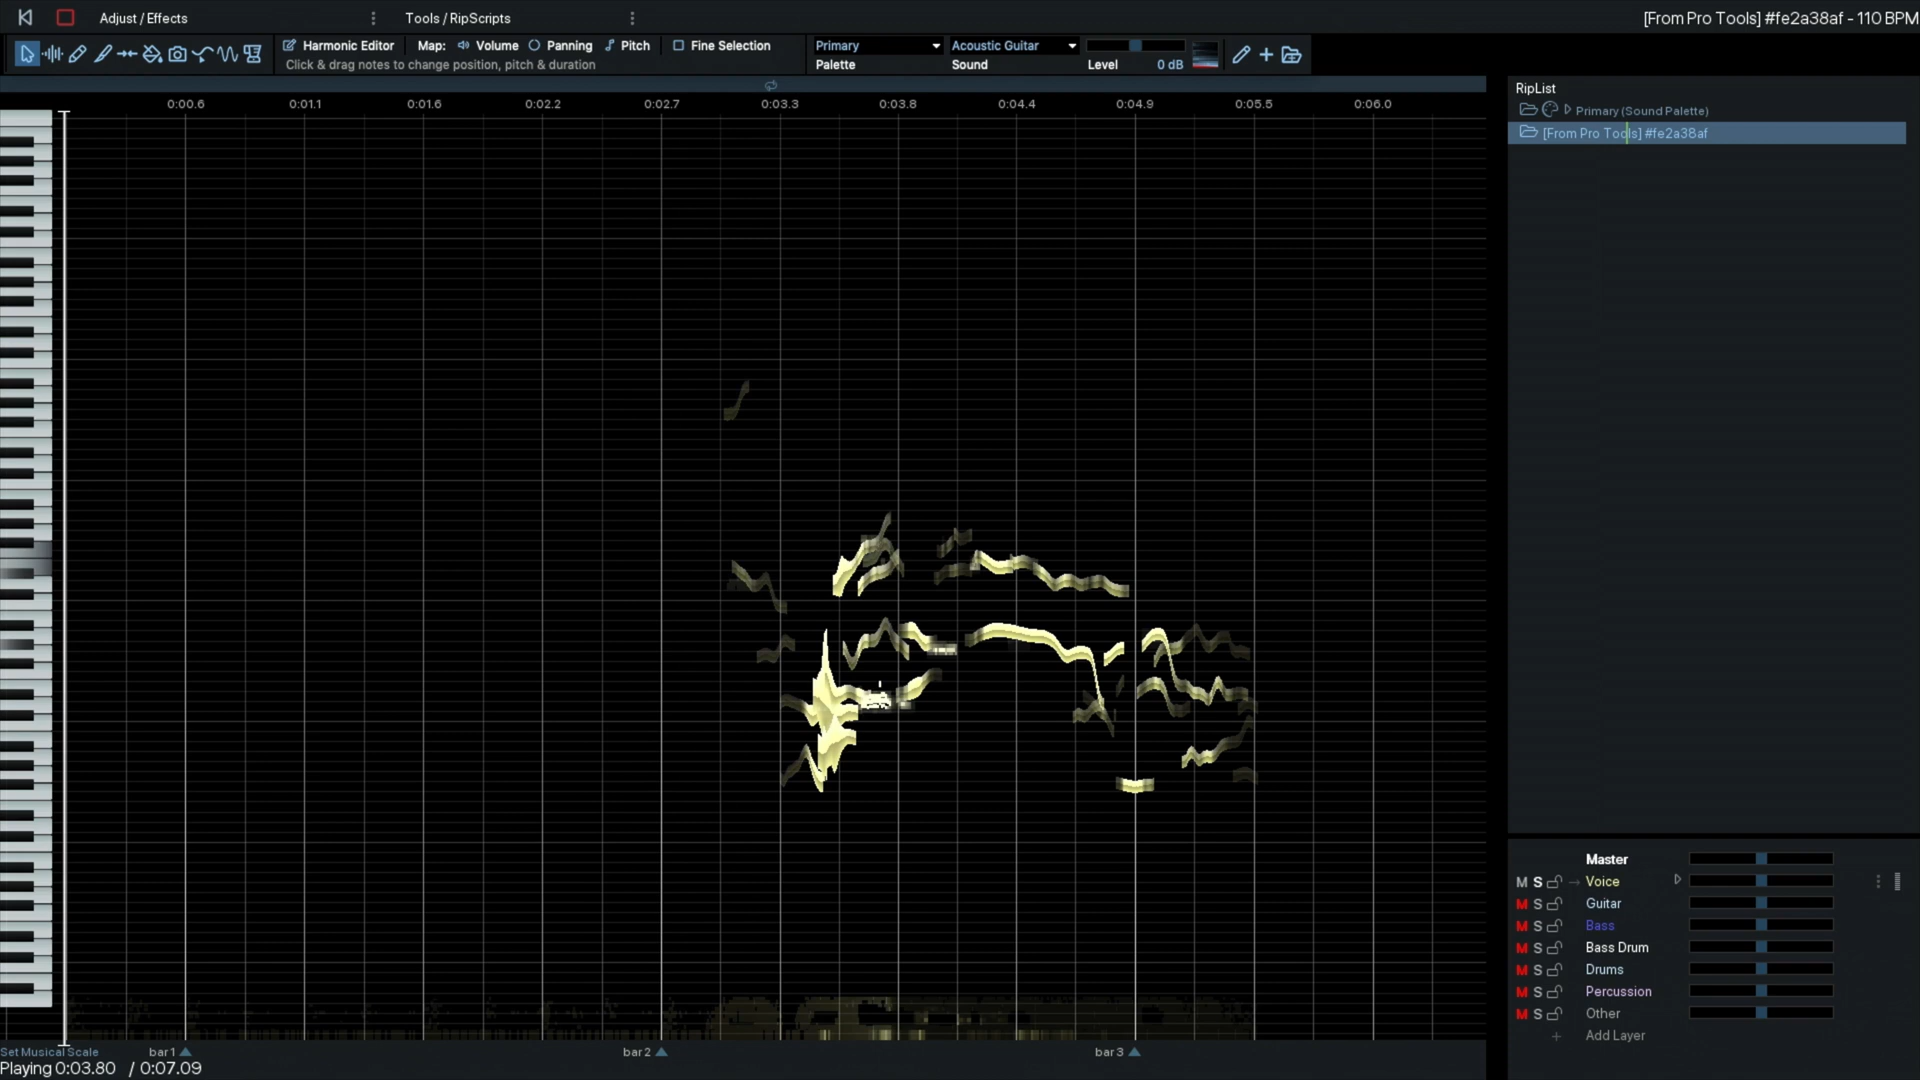 Adjust / Effects
Tools / RipScripts
[From Pro Tools] #fe2a38af - 110 BPM
Harmonic Editor Map: Volume Panning Pitch Fine Selection
Click & drag notes to change position, pitch & duration
Primary Acoustic Guitar
Palette Sound Level 0 dB
0:00.6 0:01.1 0:01.6 0:02.2 0:02.7 0:03.3 0:03.8 0:04.4 0:04.9 0:05.5 0:06.0
RipList
Primary (Sound Palette)
[From Pro Tools] #fe2a38af
Master
M S Voice
M S Guitar
M S Bass
M S Bass Drum
M S Drums
M S Percussion
M S Other
+ Add Layer
Set Musical Scale bar 1 bar 2 bar 3
Playing 0:03.80 / 0:07.09